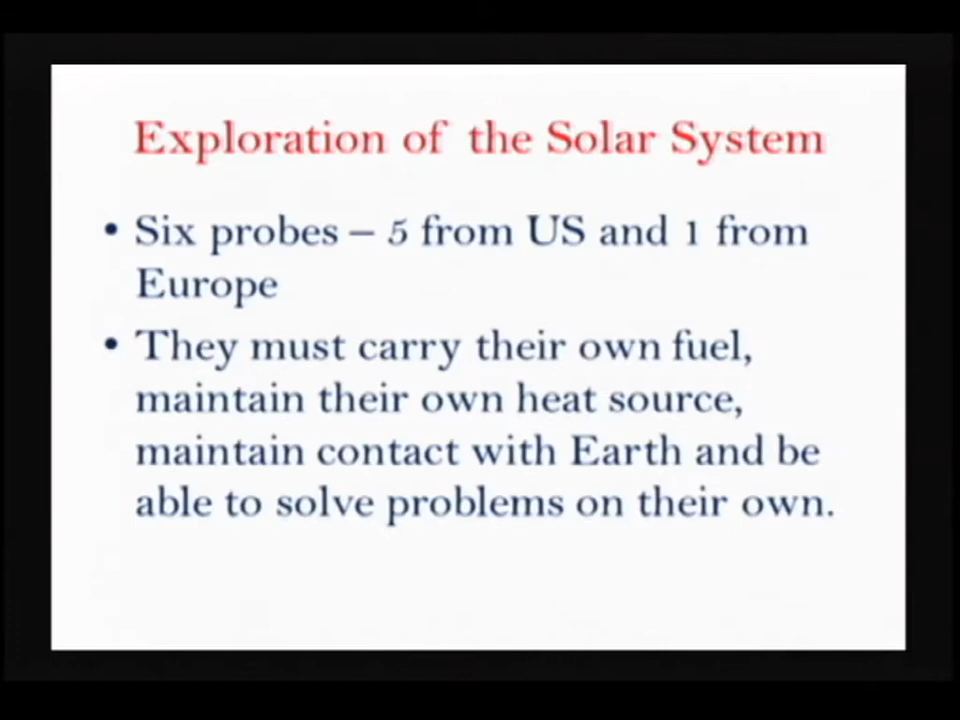 Exploration of the Solar System
• Six probes – 5 from US and 1 from
Europe
• They must carry their own fuel,
maintain their own heat source,
maintain contact with Earth and be
able to solve problems on their own.